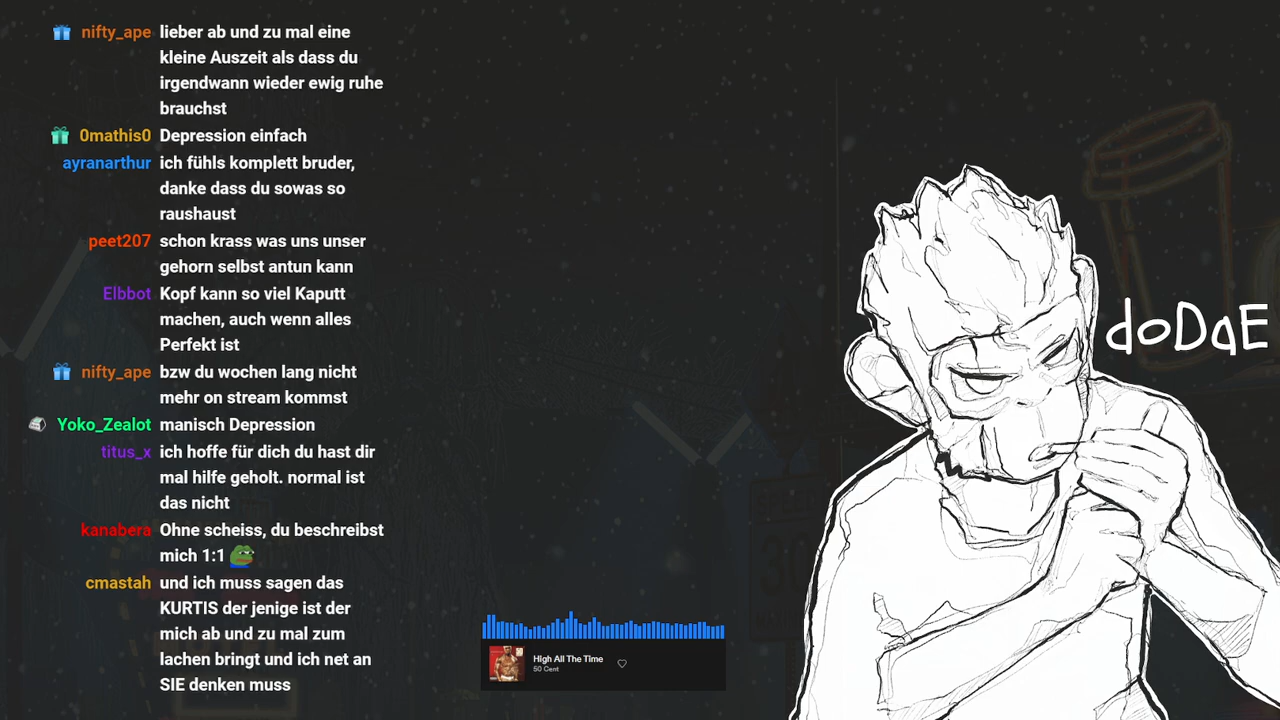 nifty_ape lieber ab und zu mal eine
kleine Auszeit als dass du
irgendwann wieder ewig ruhe
brauchst
0mathis0 Depression einfach
ayranarthur ich fühls komplett bruder,
danke dass du sowas so
raushaust
peet207 schon krass was uns unser
gehorn selbst antun kann
Elbbot Kopf kann so viel Kaputt
machen, auch wenn alles
Perfekt ist
nifty_ape bzw du wochen lang nicht
mehr on stream kommst
Yoko_Zealot manisch Depression
titus_x ich hoffe für dich du hast dir
mal hilfe geholt. normal ist
das nicht
kanabera Ohne scheiss, du beschreibst
mich 1:1
cmastah und ich muss sagen das
KURTIS der jenige ist der
mich ab und zu mal zum
lachen bringt und ich net an
SIE denken muss
High All The Time
50 Cent
doDaE